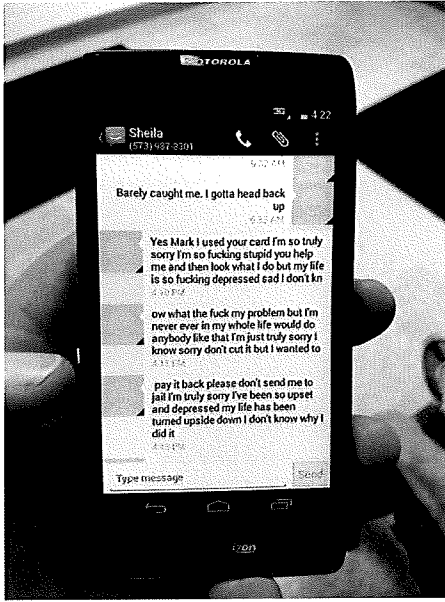 MOTOROLA
4:22
Sheila
(573) 987-8301
Barely caught me. I gotta head back
up
Yes Mark I used your card I'm so truly
sorry I'm so fucking stupid you help
me and then look what I do but my life
is so fucking depressed sad I don't kn
ow what the fuck my problem but I'm
never ever in my whole life would do
anybody like that I'm just truly sorry I
know sorry don't cut it but I wanted to
pay it back please don't send me to
jail I'm truly sorry I've been so upset
and depressed my life has been
turned upside down I don't know why I
did it
Type message
Send